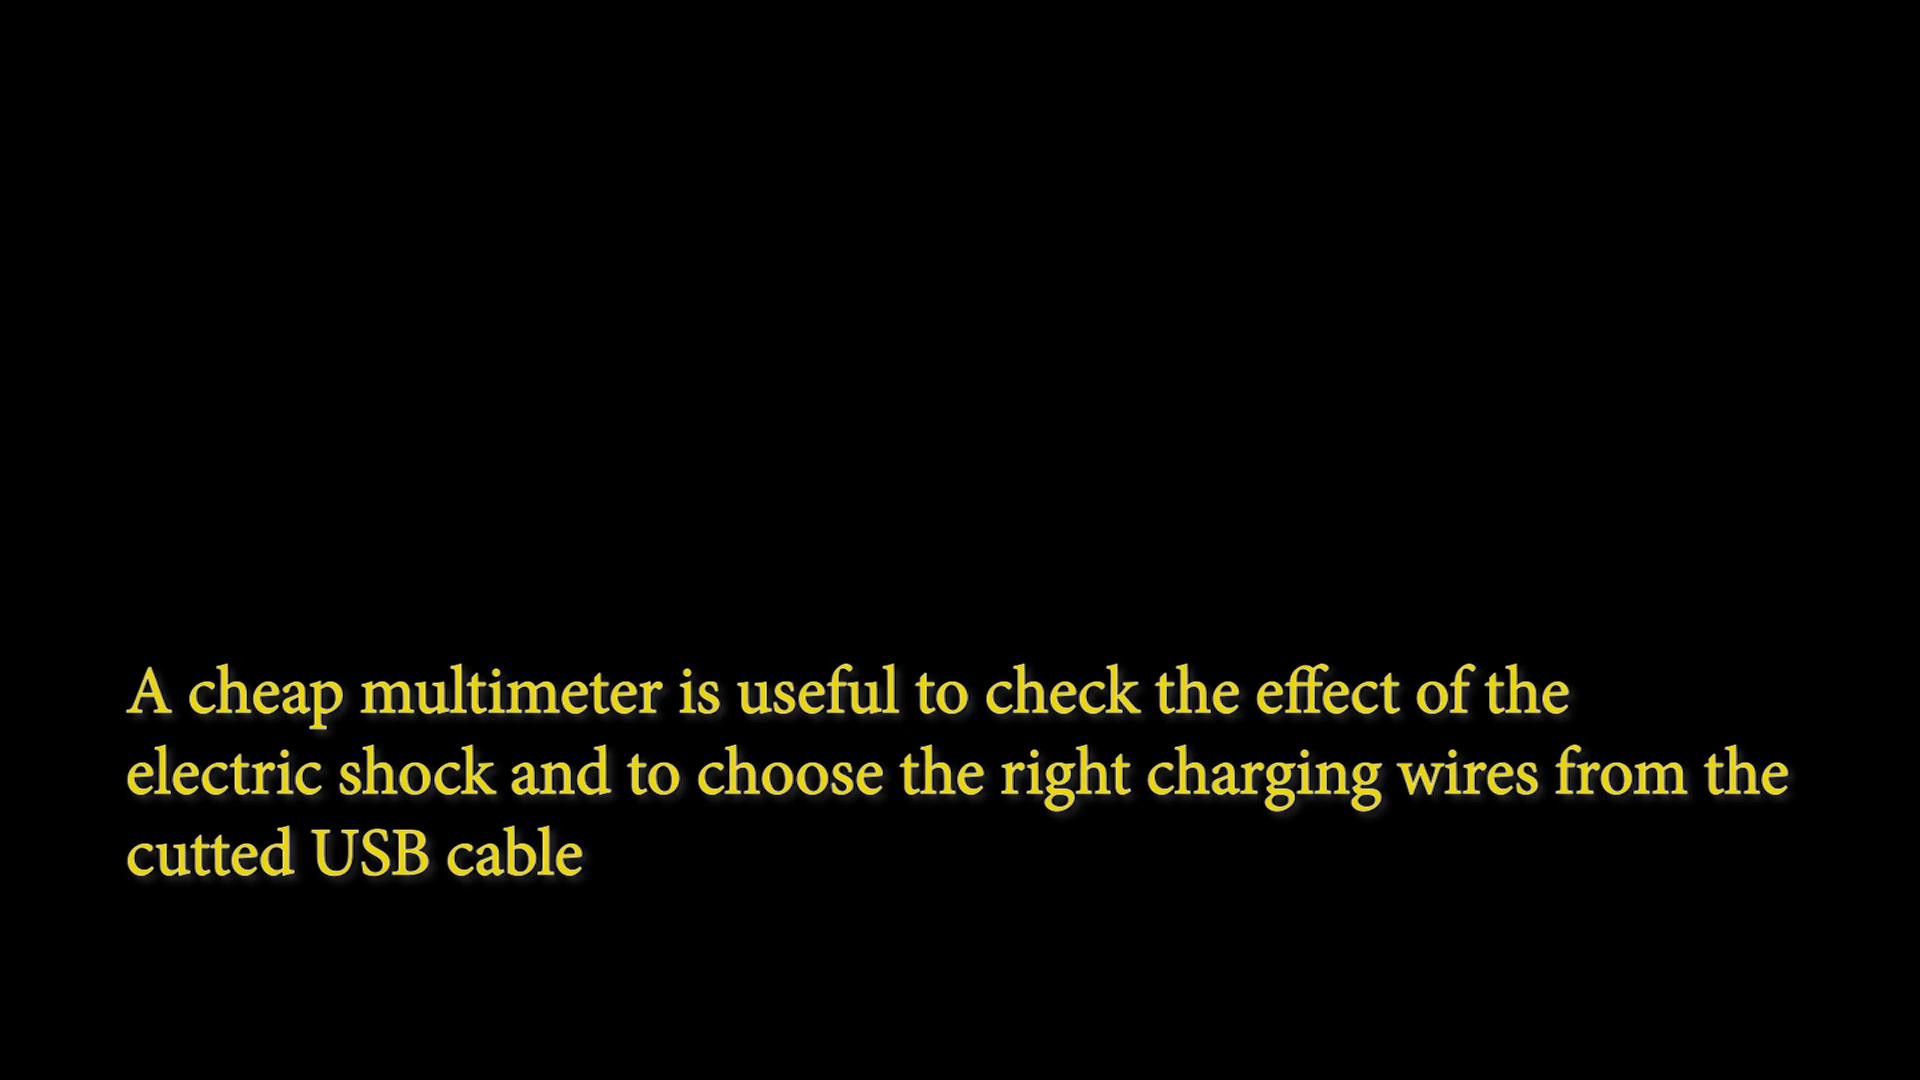 A cheap multimeter is useful to check the effect of the
electric shock and to choose the right charging wires from the
cutted USB cable